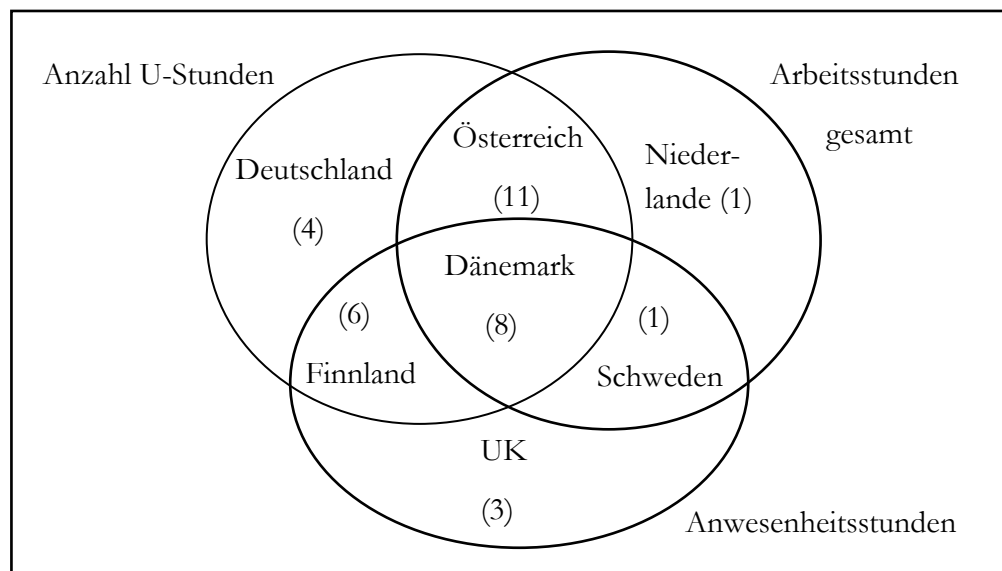 Anzahl U-Stunden
Arbeitsstunden
gesamt
Österreich
(11)
Deutschland
(4)
Nieder-
lande (1)
Dänemark
(8)
(6)
Finnland
(1)
Schweden
UK
(3)
Anwesenheitsstunden